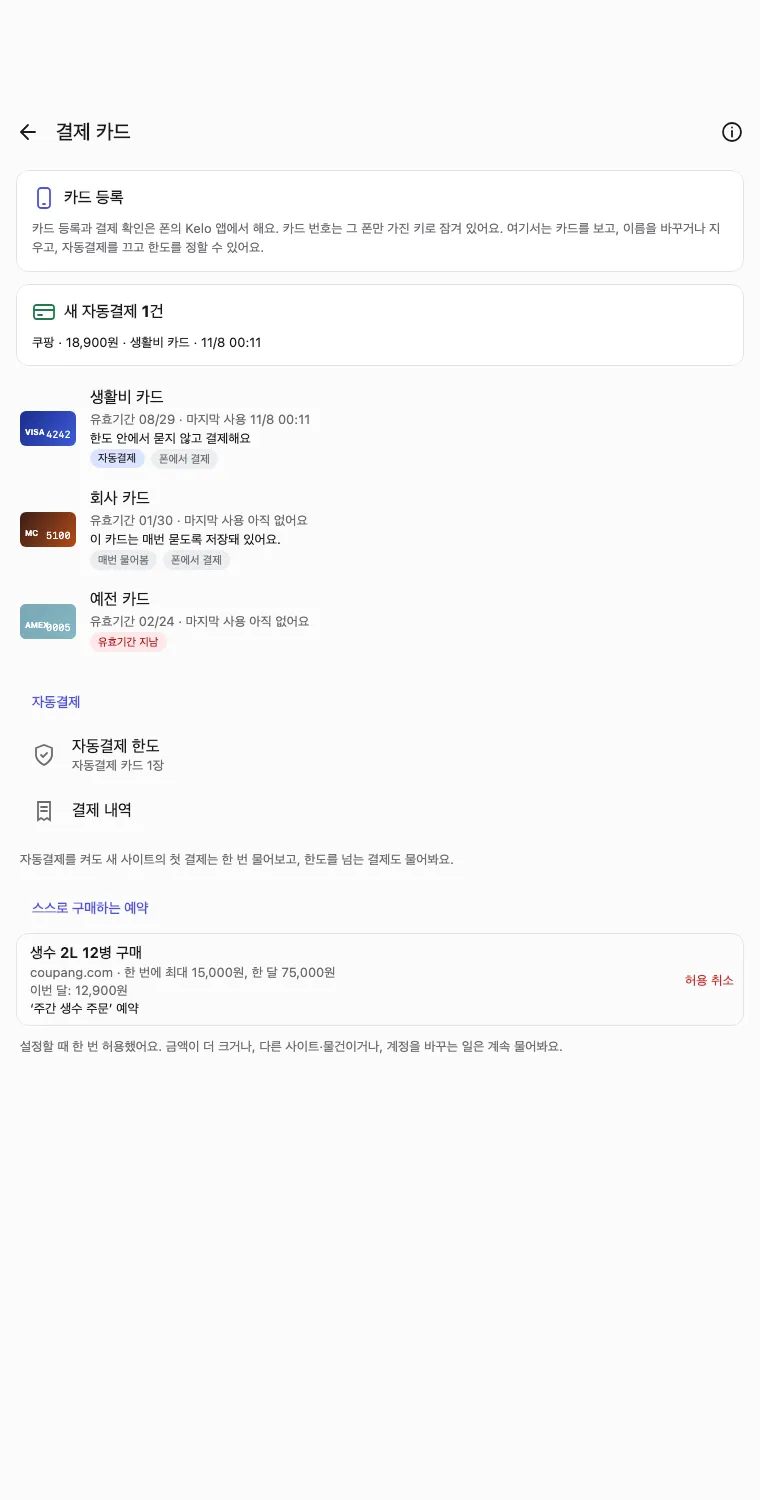 결제 카드
카드 등록
카드 등록과 결제 확인은 폰의 Kelo 앱에서 해요. 카드 번호는 그 폰만 가진 키로 잠겨 있어요. 여기서는 카드를 보고, 이름을 바꾸거나 지
우고, 자동결제를 끄고 한도를 정할 수 있어요.
새 자동결제 1건
쿠팡 · 18,900원 · 생활비 카드 · 11/8 00:11
생활비 카드
유효기간 08/29 · 마지막 사용 11/8 00:11
VISA 4242
한도 안에서 묻지 않고 결제해요
자동결제 폰에서 결제
회사 카드
유효기간 01/30 · 마지막 사용 아직 없어요
MC 5100
이 카드는 매번 묻도록 저장돼 있어요.
매번 물어봄 폰에서 결제
예전 카드
유효기간 02/24 · 마지막 사용 아직 없어요
AMEX 0005
유효기간 지남
자동결제
자동결제 한도
자동결제 카드 1장
결제 내역
자동결제를 켜도 새 사이트의 첫 결제는 한 번 물어보고, 한도를 넘는 결제도 물어봐요.
스스로 구매하는 예약
생수 2L 12병 구매
coupang.com · 한 번에 최대 15,000원, 한 달 75,000원
허용 취소
이번 달: 12,900원
‘주간 생수 주문’ 예약
설정할 때 한 번 허용했어요. 금액이 더 크거나, 다른 사이트·물건이거나, 계정을 바꾸는 일은 계속 물어봐요.